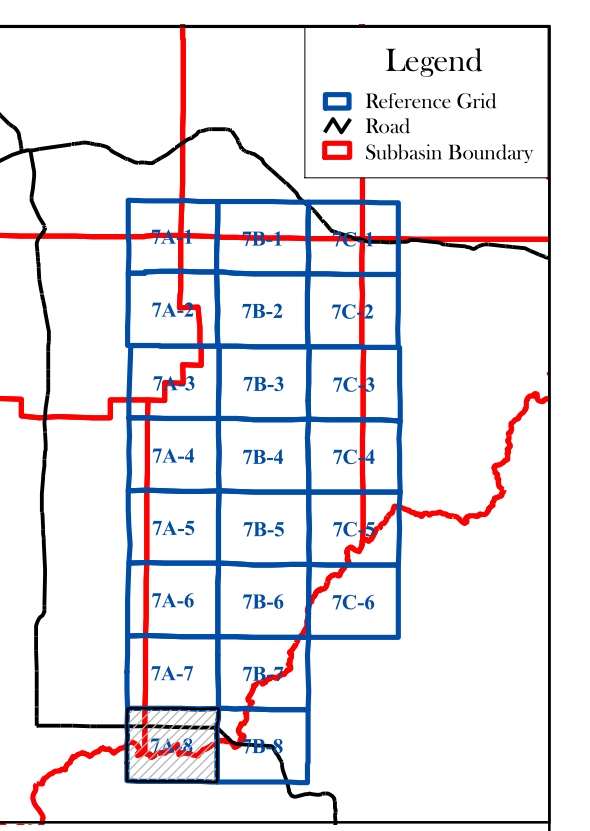 Legend
Reference Grid
Road
Subbasin Boundary
7A-1 7B-1 7C-1
7A-2 7B-2 7C-2
7A-3 7B-3 7C-3
7A-4 7B-4 7C-4
7A-5 7B-5 7C-5
7A-6 7B-6 7C-6
7A-7 7B-7
7A-8 7B-8